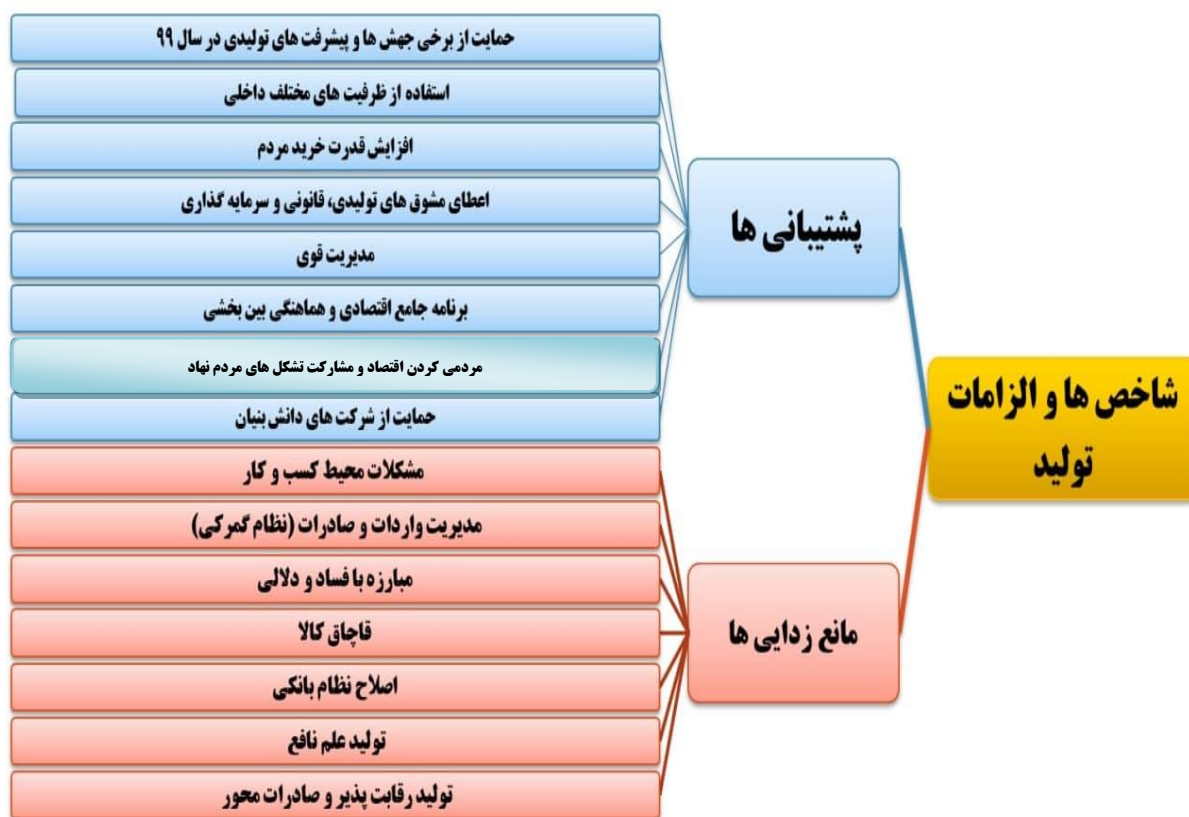 شاخص ها و الزامات
تولید
پشتیبانی ها
حمایت از برخی جهش ها و پیشرفت های تولیدی در سال ۹۹
استفاده از ظرفیت های مختلف داخلی
افزایش قدرت خرید مردم
اعطای مشوق های تولیدی، قانونی و سرمایه گذاری
مدیریت قوی
برنامه جامع اقتصادی و هماهنگی بین بخشی
مردمی کردن اقتصاد و مشارکت تشکل های مردم نهاد
حمایت از شرکت های دانش بنیان
مانع زدایی ها
مشکلات محیط کسب و کار
مدیریت واردات و صادرات (نظام گمرکی)
مبارزه با فساد و دلالی
قاچاق کالا
اصلاح نظام بانکی
تولید علم نافع
تولید رقابت پذیر و صادرات محور